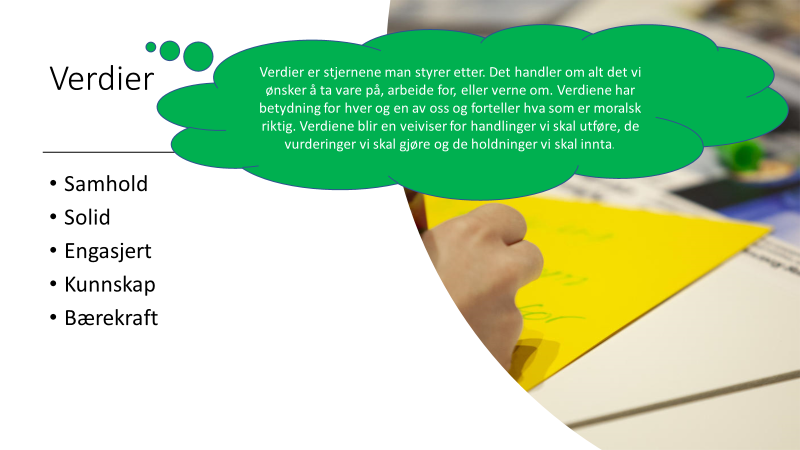 Verdier
Verdier er stjernene man styrer etter. Det handler om alt det vi
ønsker å ta vare på, arbeide for, eller verne om. Verdiene har
betydning for hver og en av oss og forteller hva som er moralsk
riktig. Verdiene blir en veiviser for handlinger vi skal utføre, de
vurderinger vi skal gjøre og de holdninger vi skal innta.
• Samhold
• Solid
• Engasjert
• Kunnskap
• Bærekraft